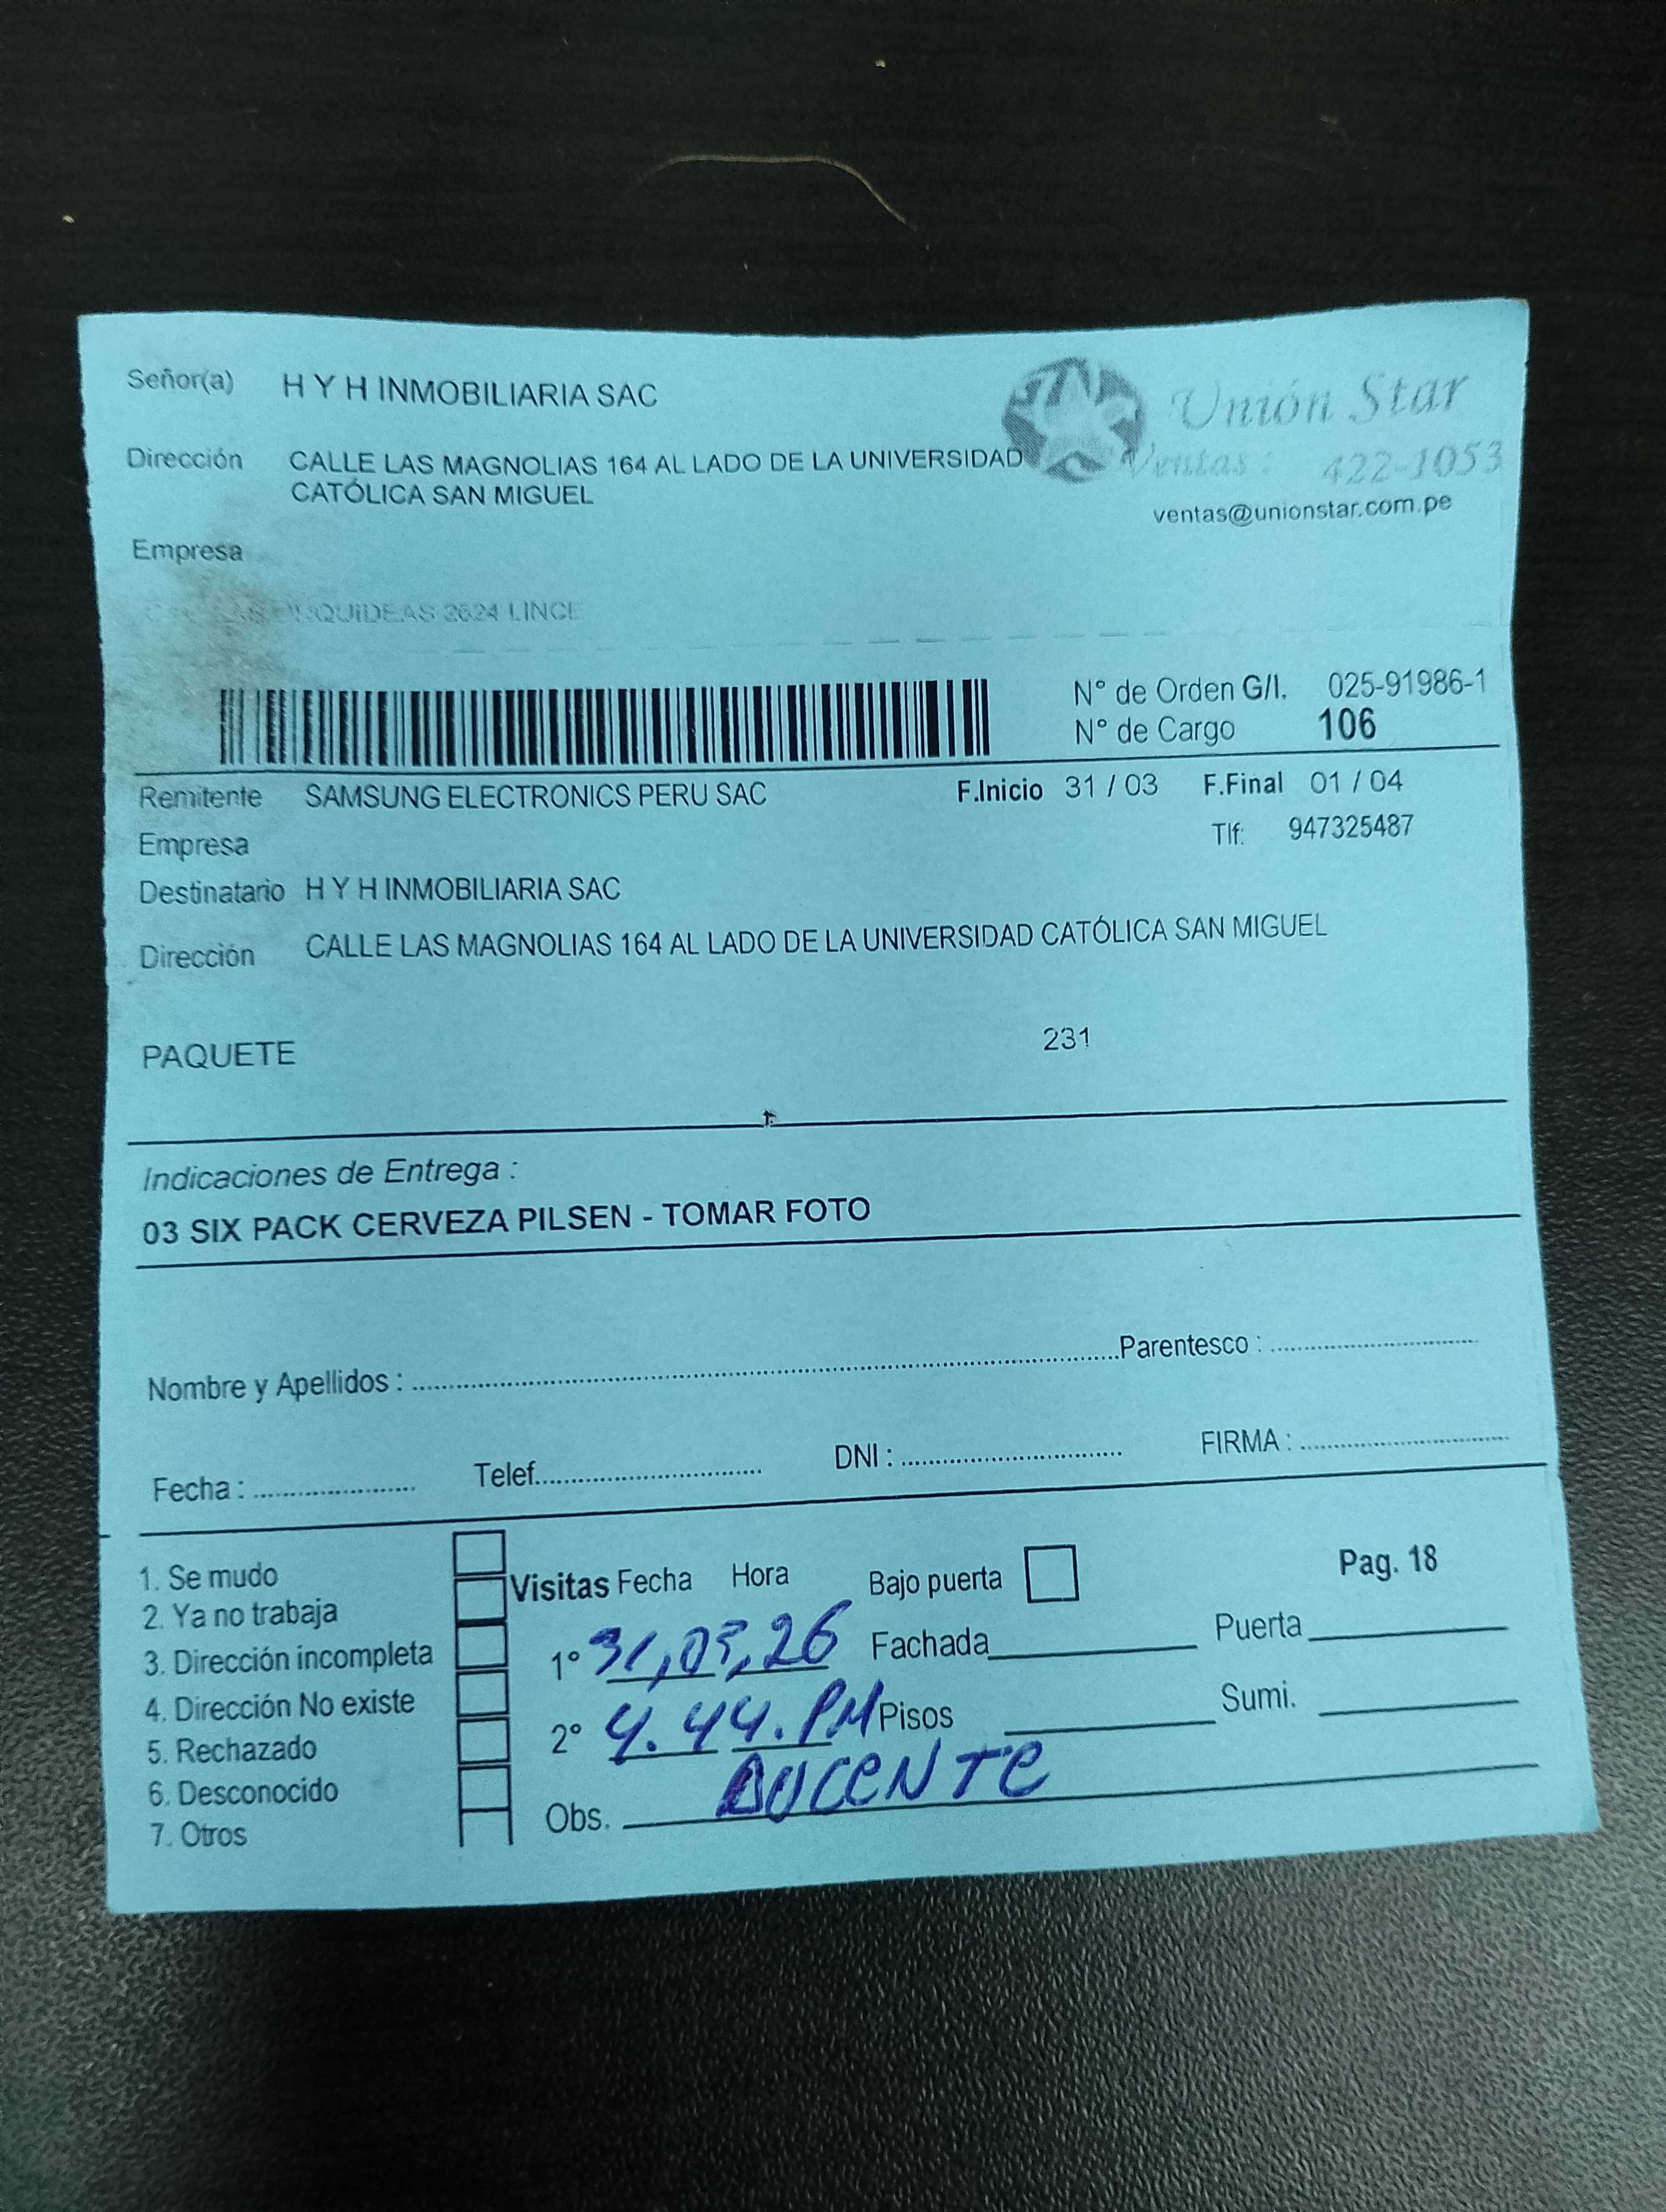 Señor(a) H Y H INMOBILIARIA SAC
Unión Star
Dirección CALLE LAS MAGNOLIAS 164 AL LADO DE LA UNIVERSIDAD
CATÓLICA SAN MIGUEL
Ventas : 422-1053
ventas@unionstar.com.pe
Empresa
2624 LINCE
N° de Orden G/I. 025-91986-1
N° de Cargo 106
Remitente SAMSUNG ELECTRONICS PERU SAC F.Inicio 31 / 03 F.Final 01 / 04
Empresa Tlf: 947325487
Destinatario H Y H INMOBILIARIA SAC
Dirección CALLE LAS MAGNOLIAS 164 AL LADO DE LA UNIVERSIDAD CATÓLICA SAN MIGUEL
PAQUETE 231
Indicaciones de Entrega :
03 SIX PACK CERVEZA PILSEN - TOMAR FOTO
Nombre y Apellidos : Parentesco :
Fecha : Telef. DNI : FIRMA :
1. Se mudo
2. Ya no trabaja
3. Dirección incompleta
4. Dirección No existe
5. Rechazado
6. Desconocido
7. Otros
Visitas Fecha Hora Bajo puerta Pag. 18
1° 31,03,26 Fachada Puerta
2° 4.44.PM Pisos Sumi.
Obs.